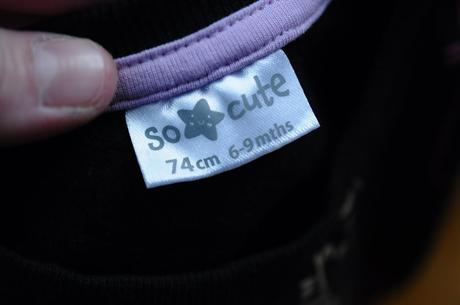 so cute
74cm 6-9mths